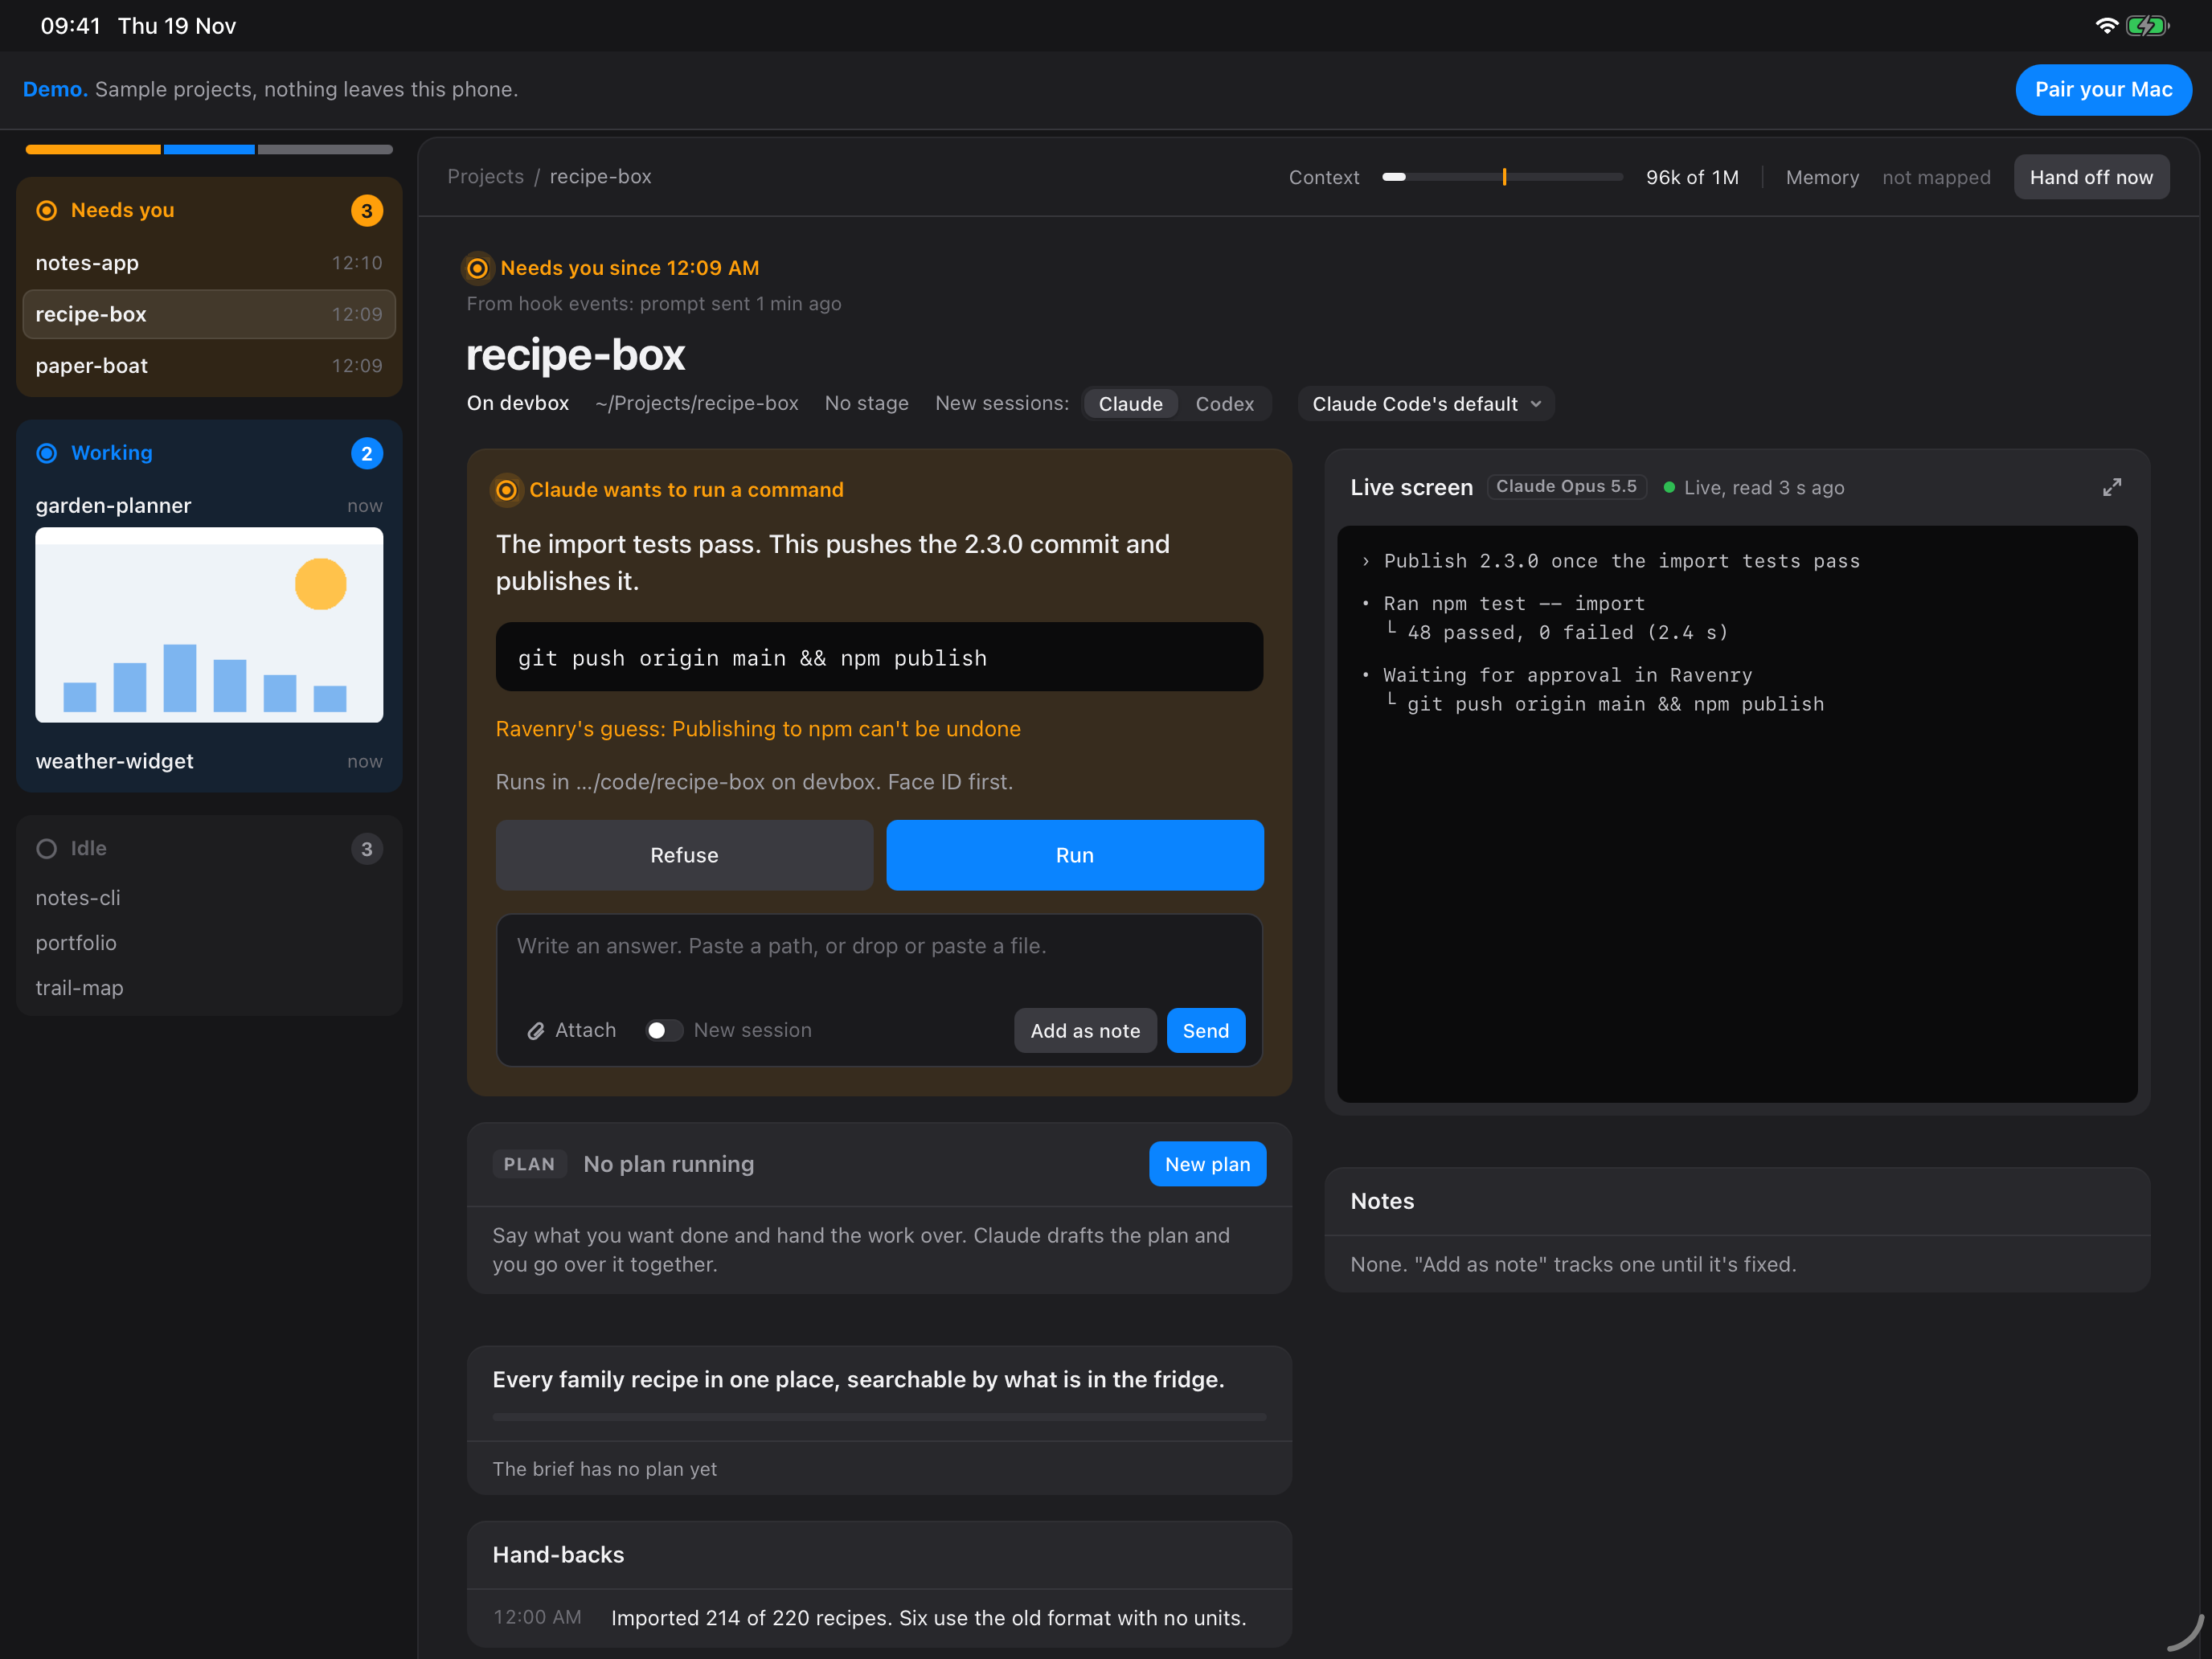 09:41 Thu 19 Nov
Demo. Sample projects, nothing leaves this phone.
Pair your Mac
Needs you 3
notes-app 12:10
recipe-box 12:09
paper-boat 12:09
Working 2
garden-planner now
weather-widget now
Idle 3
notes-cli
portfolio
trail-map
Projects / recipe-box
Context 96k of 1M Memory not mapped Hand off now
Needs you since 12:09 AM
From hook events: prompt sent 1 min ago
recipe-box
On devbox ~/Projects/recipe-box No stage New sessions: Claude Codex Claude Code's default
Claude wants to run a command
The import tests pass. This pushes the 2.3.0 commit and
publishes it.
git push origin main && npm publish
Ravenry's guess: Publishing to npm can't be undone
Runs in .../code/recipe-box on devbox. Face ID first.
Refuse Run
Write an answer. Paste a path, or drop or paste a file.
Attach New session Add as note Send
Live screen Claude Opus 5.5 Live, read 3 s ago
› Publish 2.3.0 once the import tests pass
• Ran npm test -- import
└ 48 passed, 0 failed (2.4 s)
• Waiting for approval in Ravenry
└ git push origin main && npm publish
PLAN No plan running New plan
Say what you want done and hand the work over. Claude drafts the plan and
you go over it together.
Notes
None. "Add as note" tracks one until it's fixed.
Every family recipe in one place, searchable by what is in the fridge.
The brief has no plan yet
Hand-backs
12:00 AM Imported 214 of 220 recipes. Six use the old format with no units.